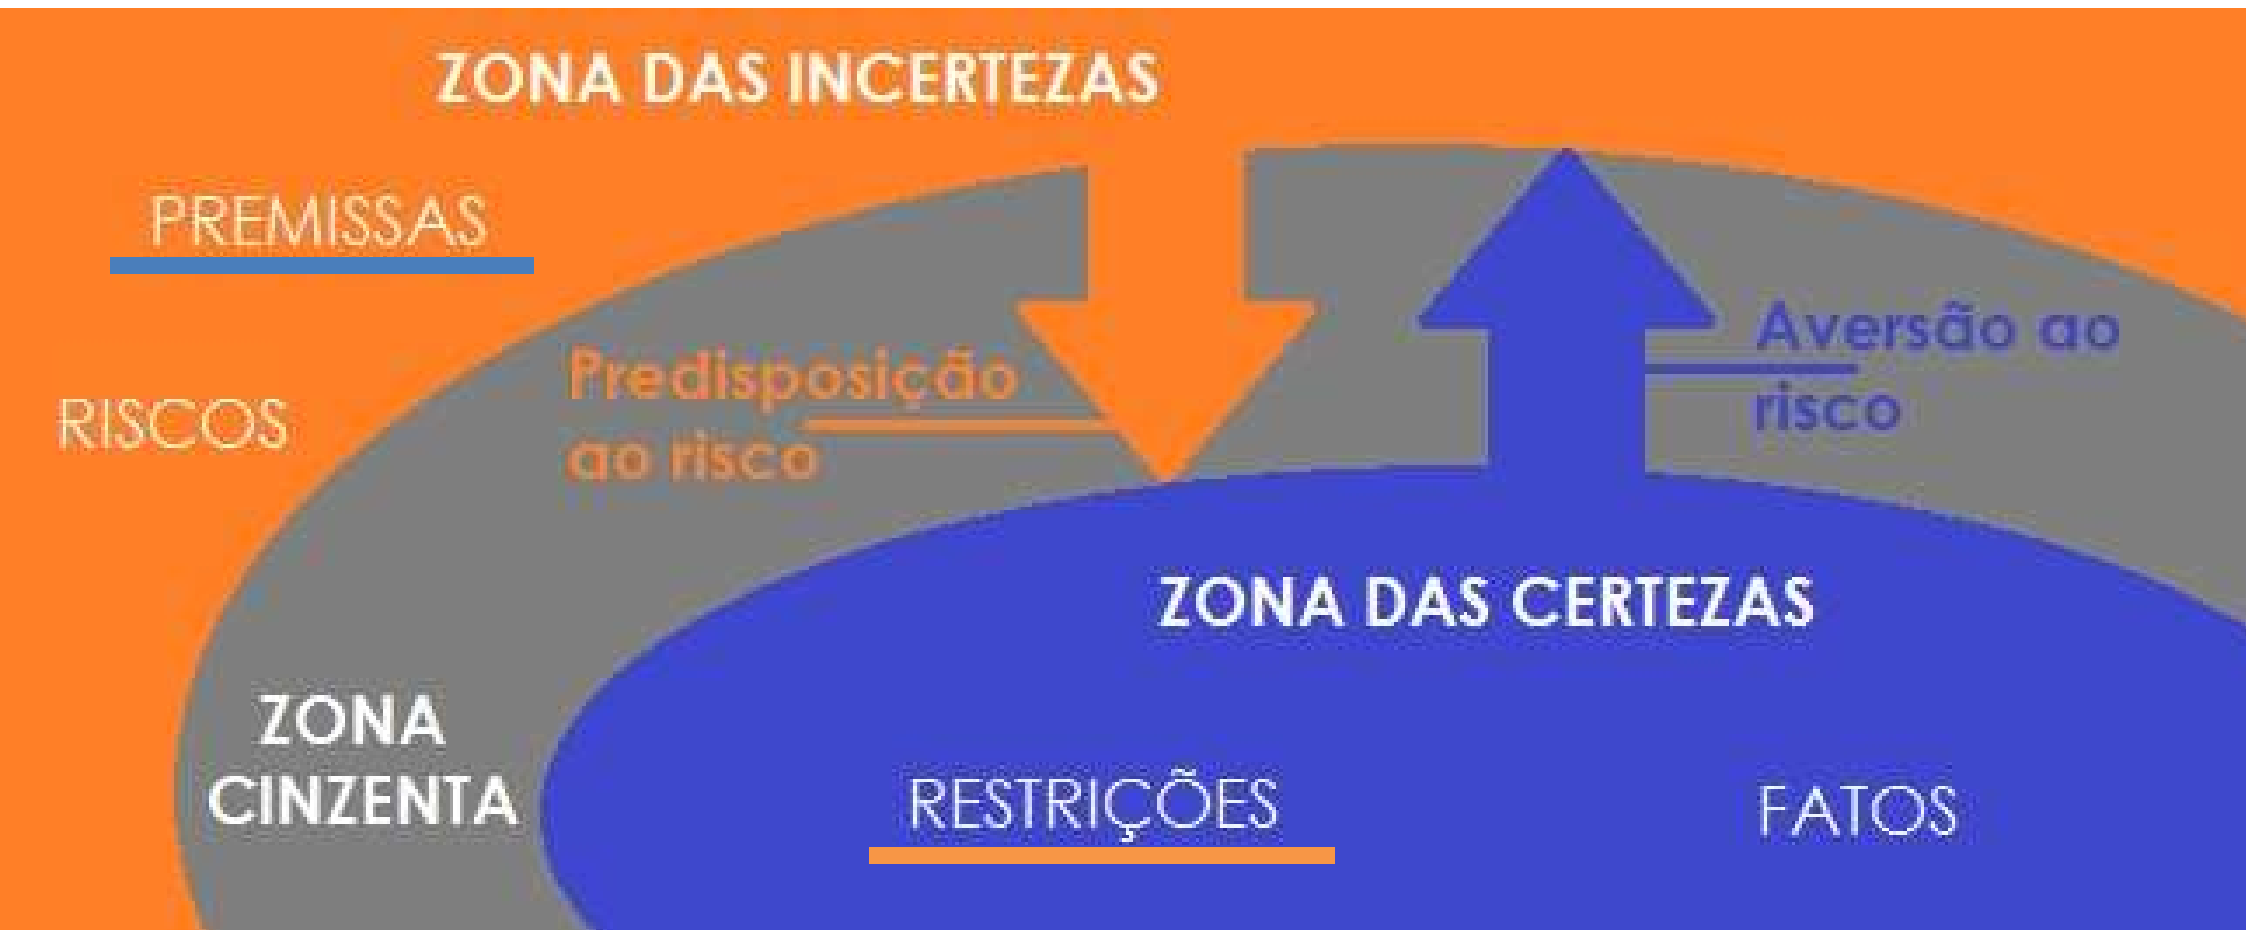 ZONA DAS INCERTEZAS
PREMISSAS
RISCOS
Predisposição
ao risco
Aversão ao
risco
ZONA DAS CERTEZAS
ZONA
CINZENTA
RESTRIÇÕES
FATOS